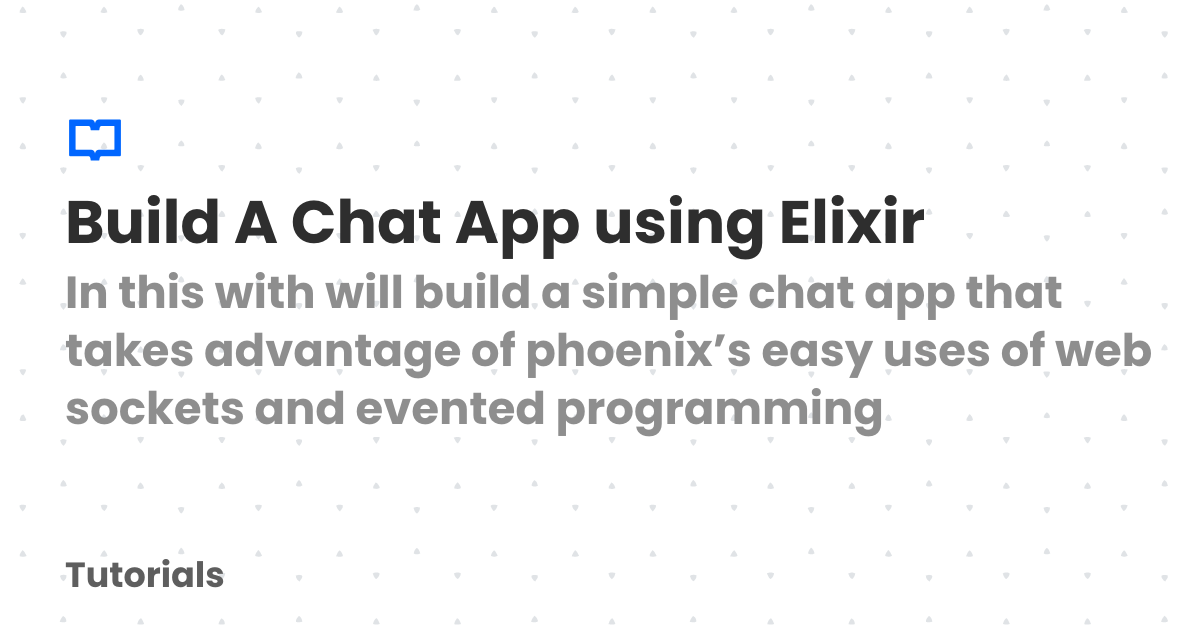 Build A Chat App using Elixir
In this with will build a simple chat app that
takes advantage of phoenix’s easy uses of web
sockets and evented programming
Tutorials